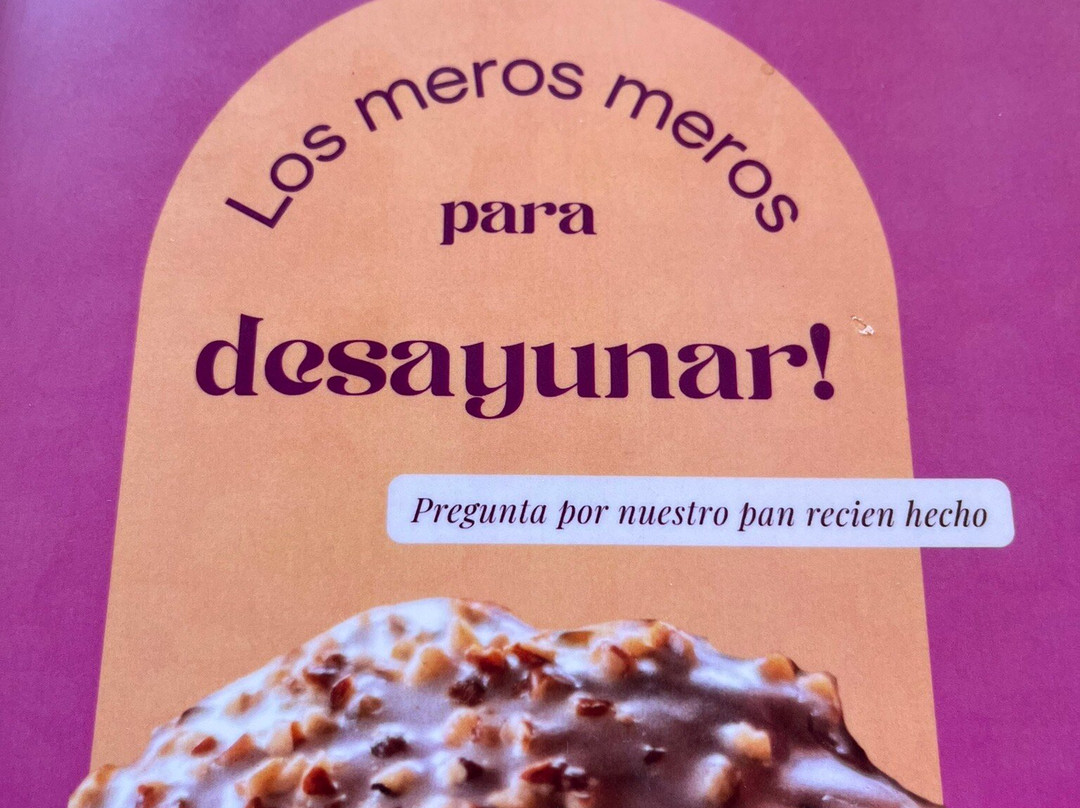 Los meros meros
para
desayunar!
Pregunta por nuestro pan recien hecho